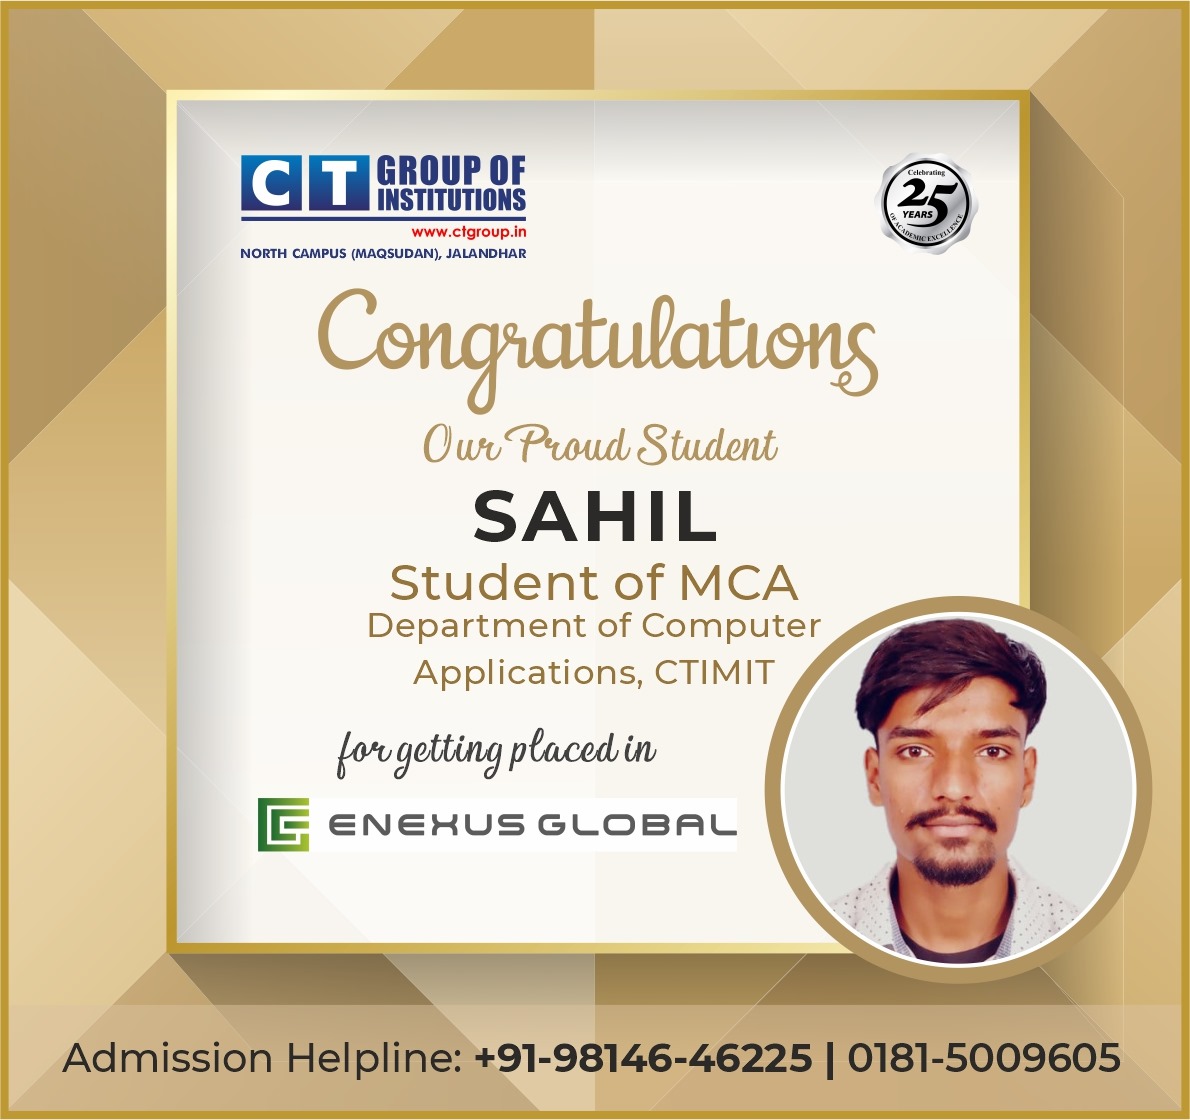 CT GROUP OF
INSTITUTIONS
www.ctgroup.in
NORTH CAMPUS (MAQSUDAN), JALANDHAR
Celebrating
25
YEARS
OF ACADEMIC EXCELLENCE
Congratulations
Our Proud Student
SAHIL
Student of MCA
Department of Computer
Applications, CTIMIT
for getting placed in
ENEXUS GLOBAL
Admission Helpline: +91-98146-46225 | 0181-5009605